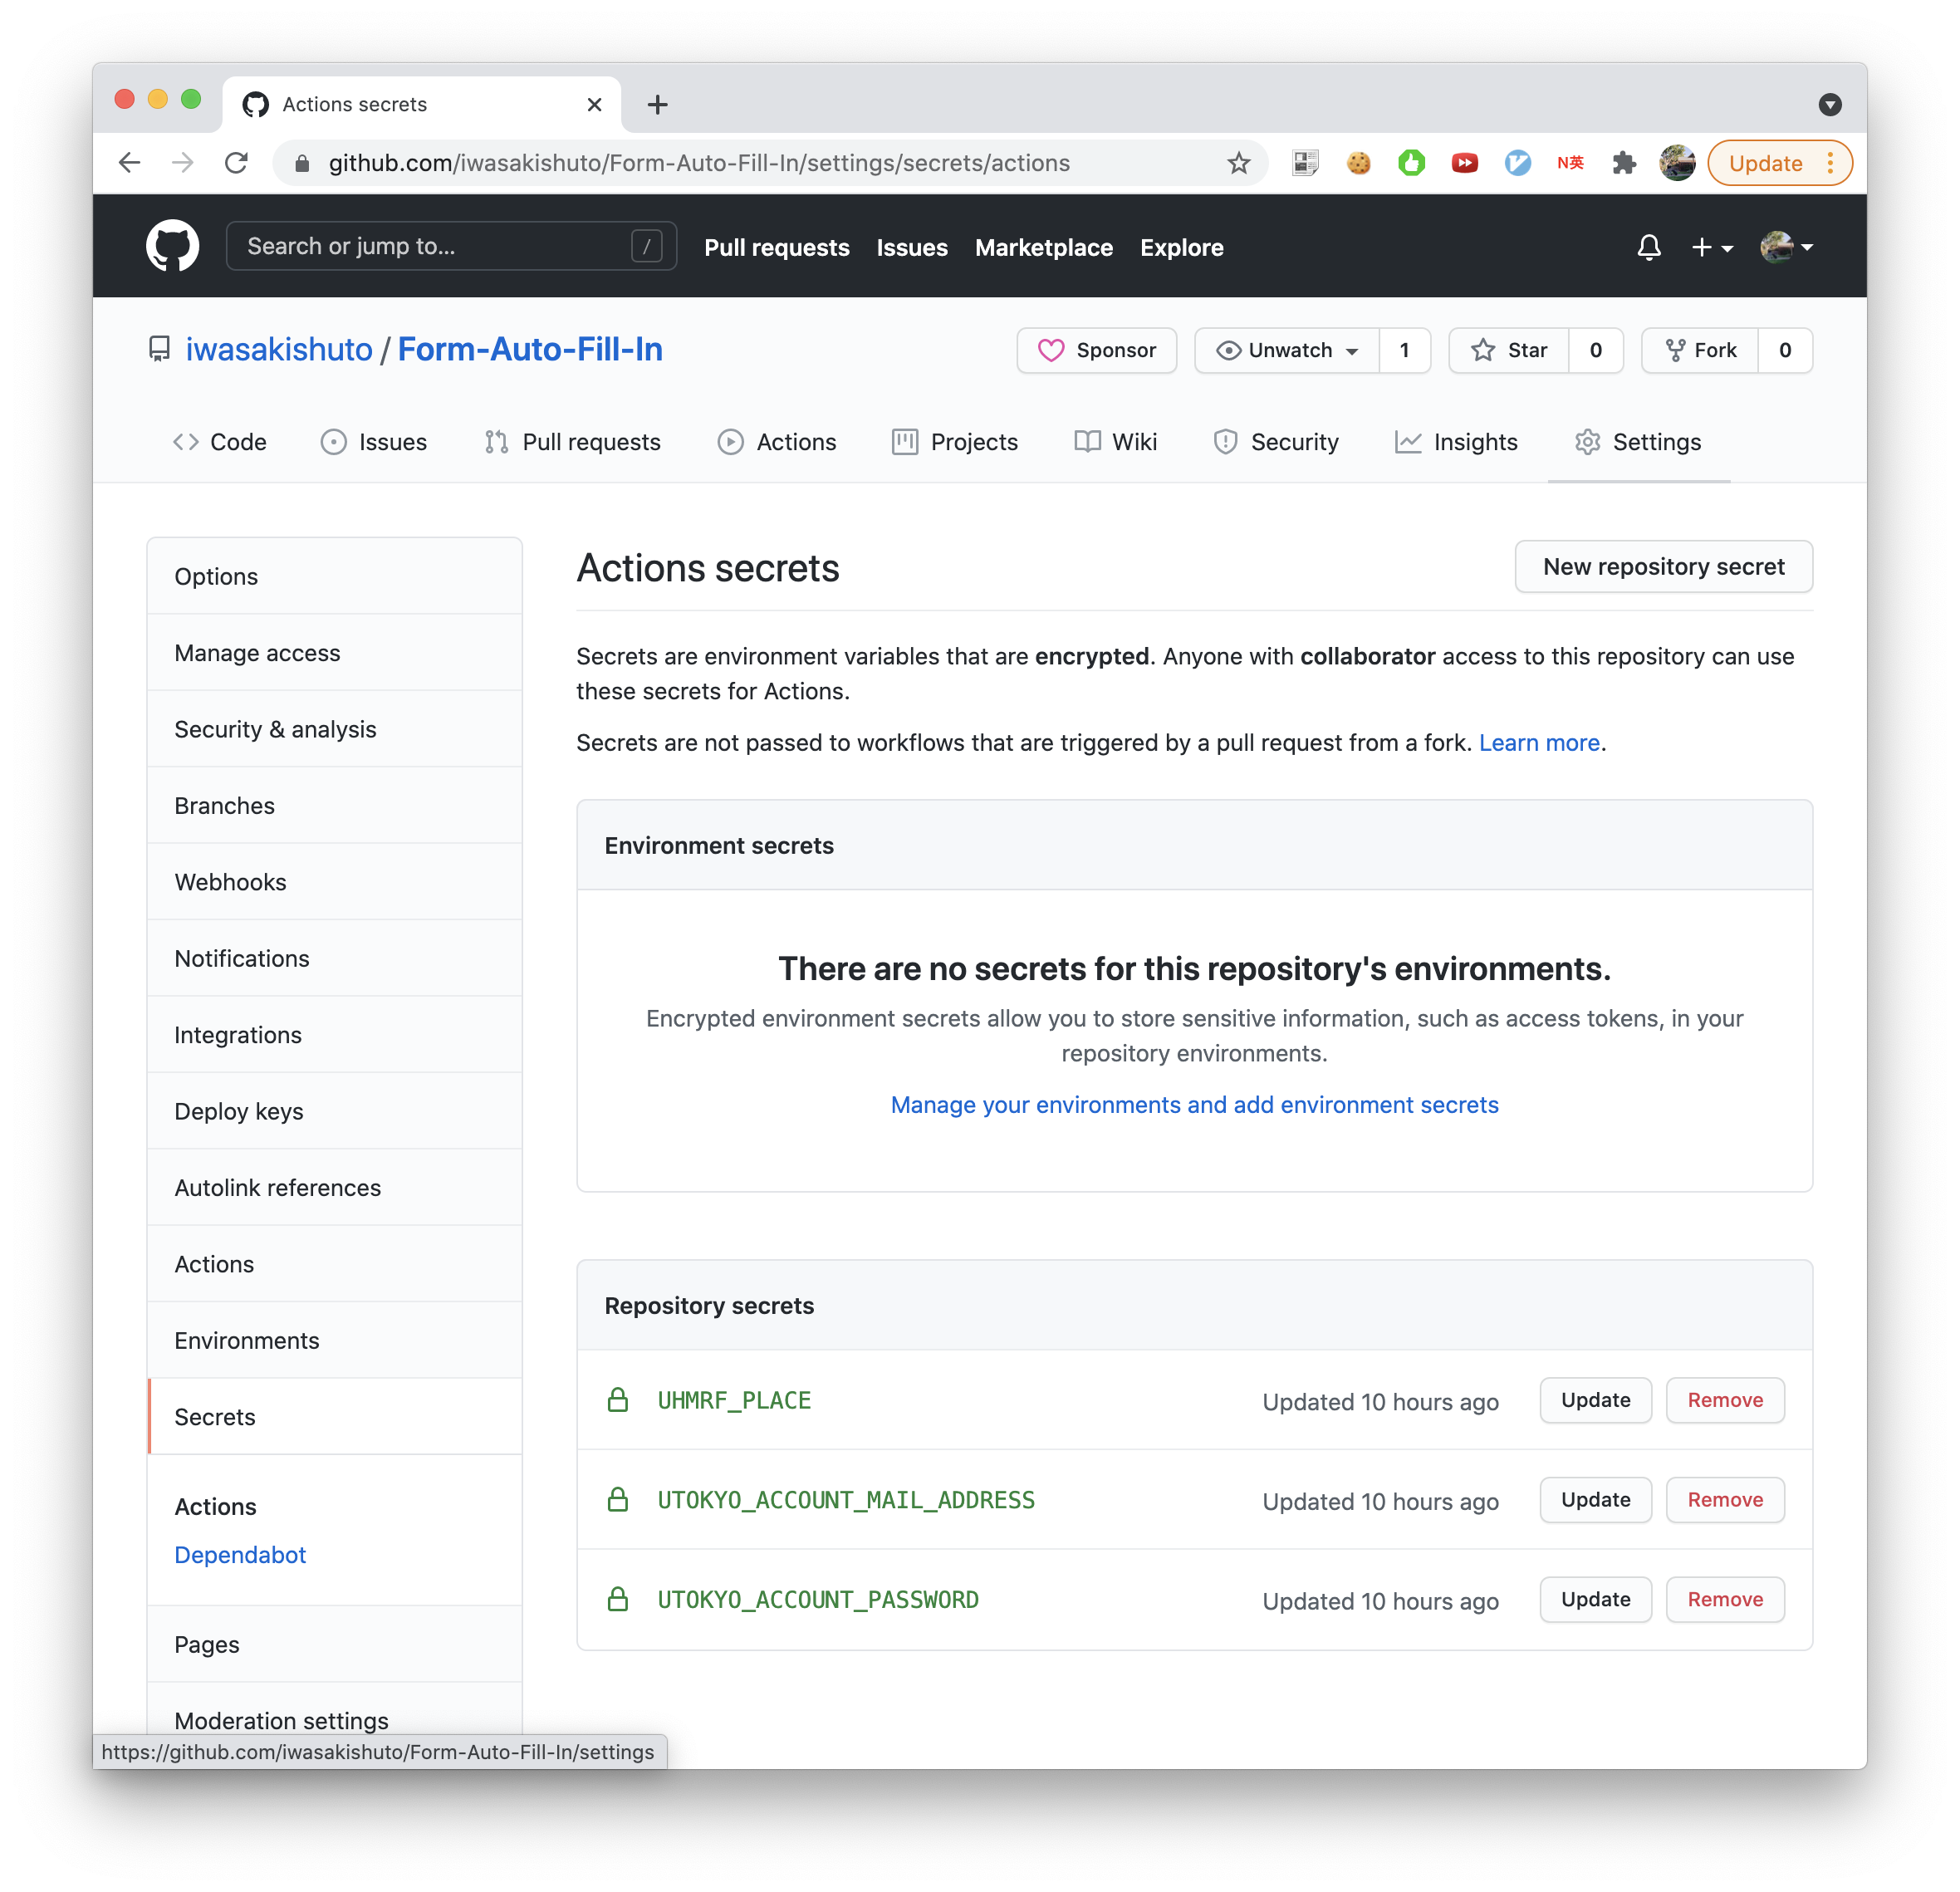 Actions secrets
github.com/iwasakishuto/Form-Auto-Fill-In/settings/secrets/actions
N英
Update
Search or jump to...
/
Pull requests
Issues
Marketplace
Explore
iwasakishuto / Form-Auto-Fill-In
Sponsor
Unwatch
1
Star
0
Fork
0
Code
Issues
Pull requests
Actions
Projects
Wiki
Security
Insights
Settings
Options
Manage access
Security & analysis
Branches
Webhooks
Notifications
Integrations
Deploy keys
Autolink references
Actions
Environments
Secrets
Actions
Dependabot
Pages
Moderation settings
Actions secrets
New repository secret
Secrets are environment variables that are encrypted. Anyone with collaborator access to this repository can use
these secrets for Actions.
Secrets are not passed to workflows that are triggered by a pull request from a fork. Learn more.
Environment secrets
There are no secrets for this repository's environments.
Encrypted environment secrets allow you to store sensitive information, such as access tokens, in your
repository environments.
Manage your environments and add environment secrets
Repository secrets
UHMRF_PLACE
Updated 10 hours ago
Update
Remove
UTOKYO_ACCOUNT_MAIL_ADDRESS
Updated 10 hours ago
Update
Remove
UTOKYO_ACCOUNT_PASSWORD
Updated 10 hours ago
Update
Remove
https://github.com/iwasakishuto/Form-Auto-Fill-In/settings